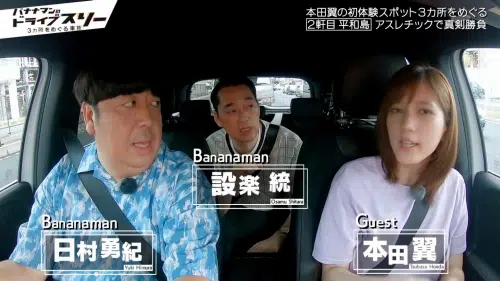 バナナマンの
ドライブスリー
3カ所をめぐる車旅
本田翼の初体験スポット3カ所をめぐる
2軒目 平和島 アスレチックで真剣勝負
Bananaman
設楽 統
Osamu Shitara
Bananaman
日村勇紀
Yuki Himura
Guest
本田 翼
Tsubasa Honda